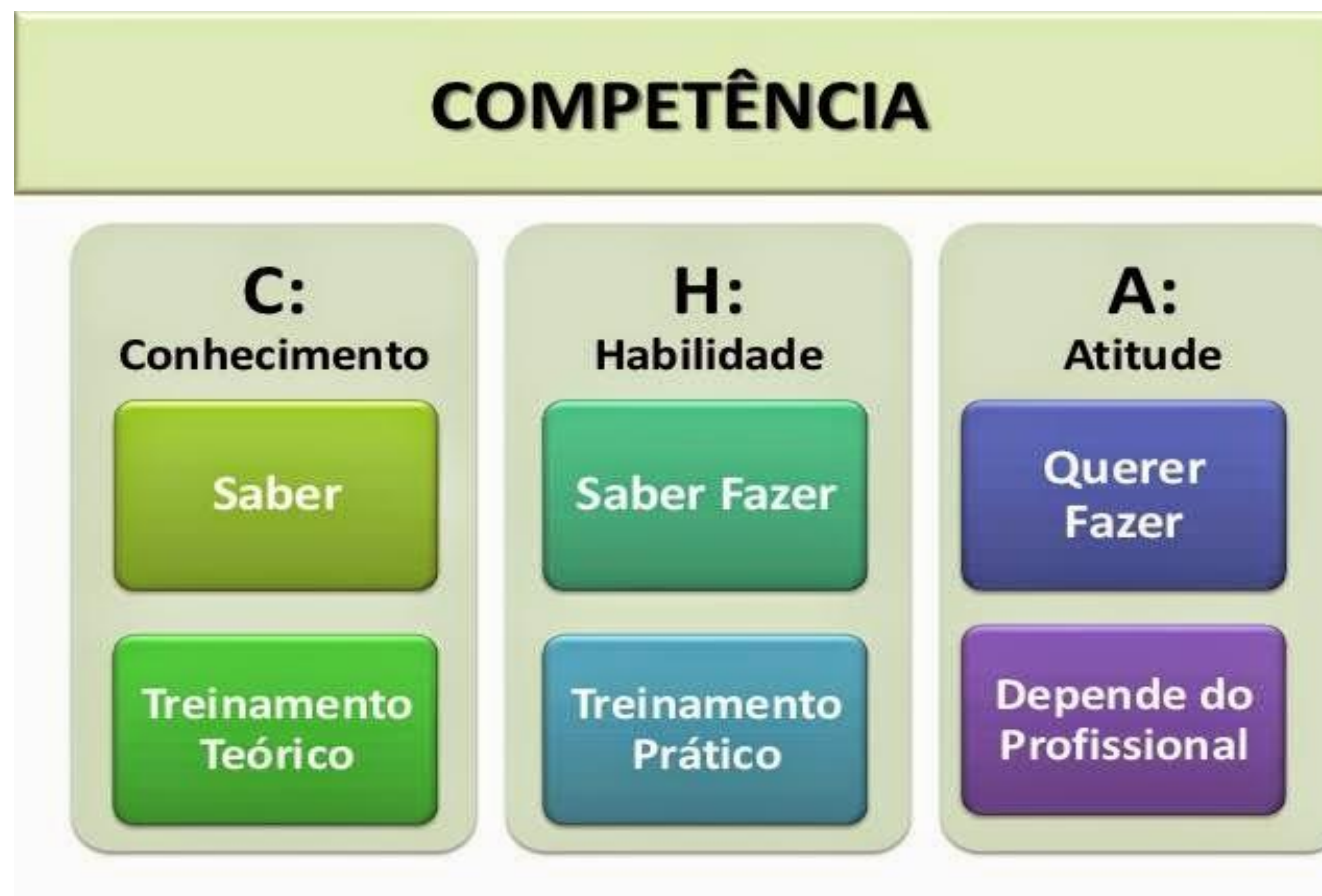 COMPETÊNCIA
C:
Conhecimento
Saber
Treinamento
Teórico
H:
Habilidade
Saber Fazer
Treinamento
Prático
A:
Atitude
Querer
Fazer
Depende do
Profissional